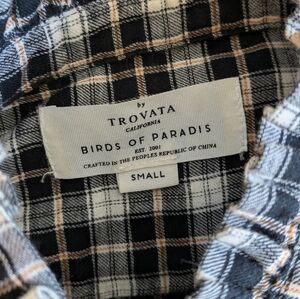 by
TROVATA
CALIFORNIA
BIRDS OF PARADIS
EST. 2001
CRAFTED IN THE PEOPLES REPUBLIC OF CHINA
SMALL